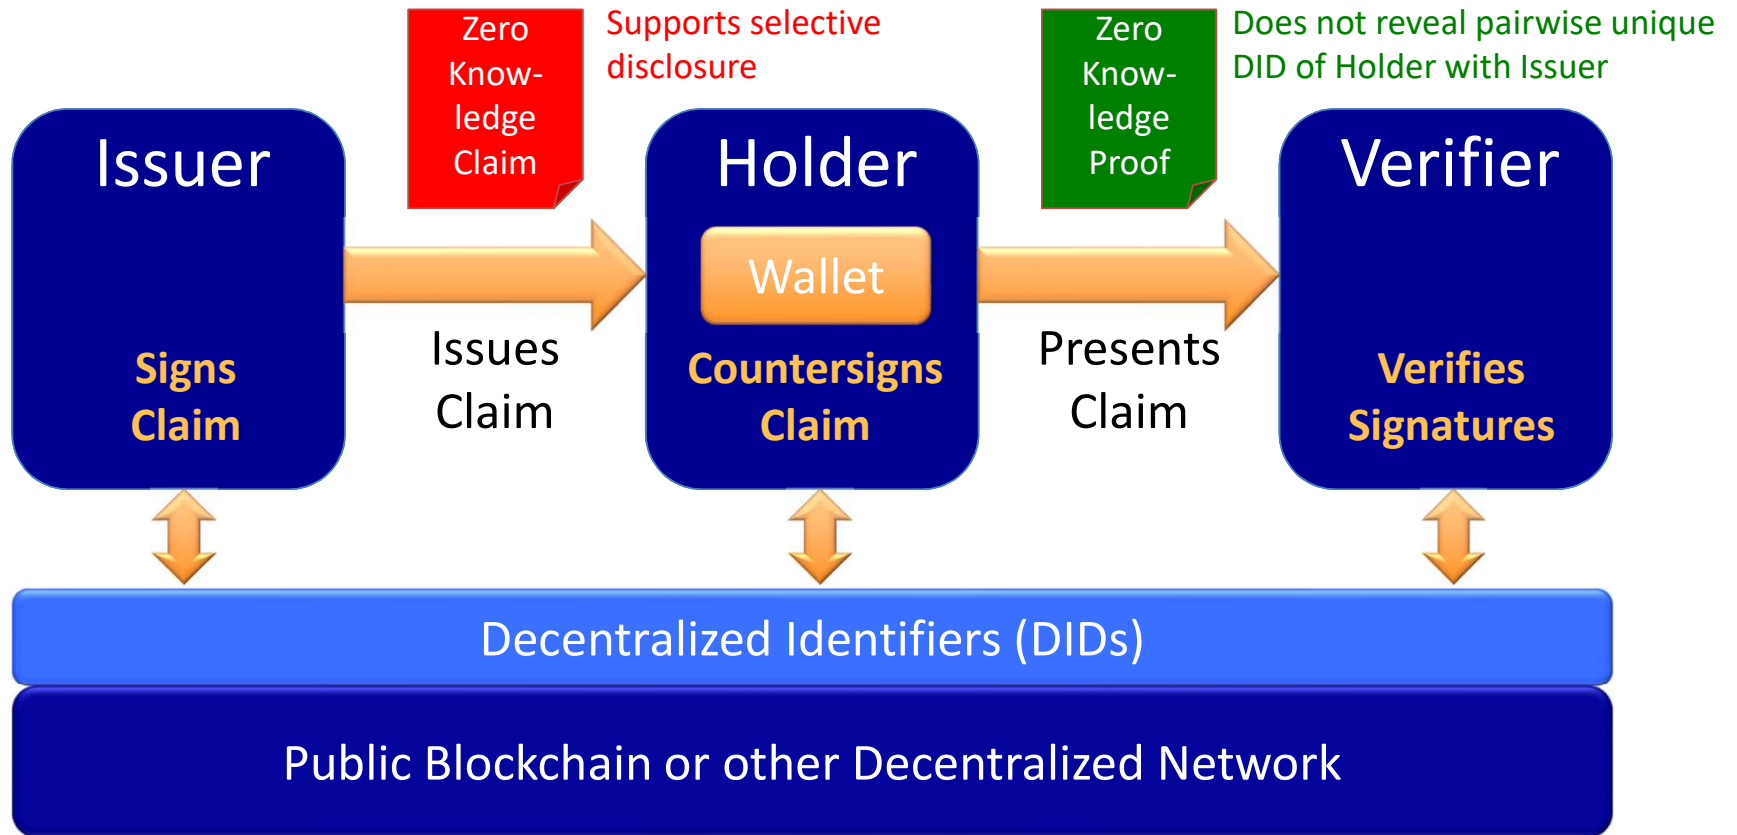 Zero
Know-
ledge
Claim
Supports selective
disclosure
Zero
Know-
ledge
Proof
Does not reveal pairwise unique
DID of Holder with Issuer
Issuer
Signs
Claim
Issues
Claim
Holder
Wallet
Countersigns
Claim
Presents
Claim
Verifier
Verifies
Signatures
Decentralized Identifiers (DIDs)
Public Blockchain or other Decentralized Network